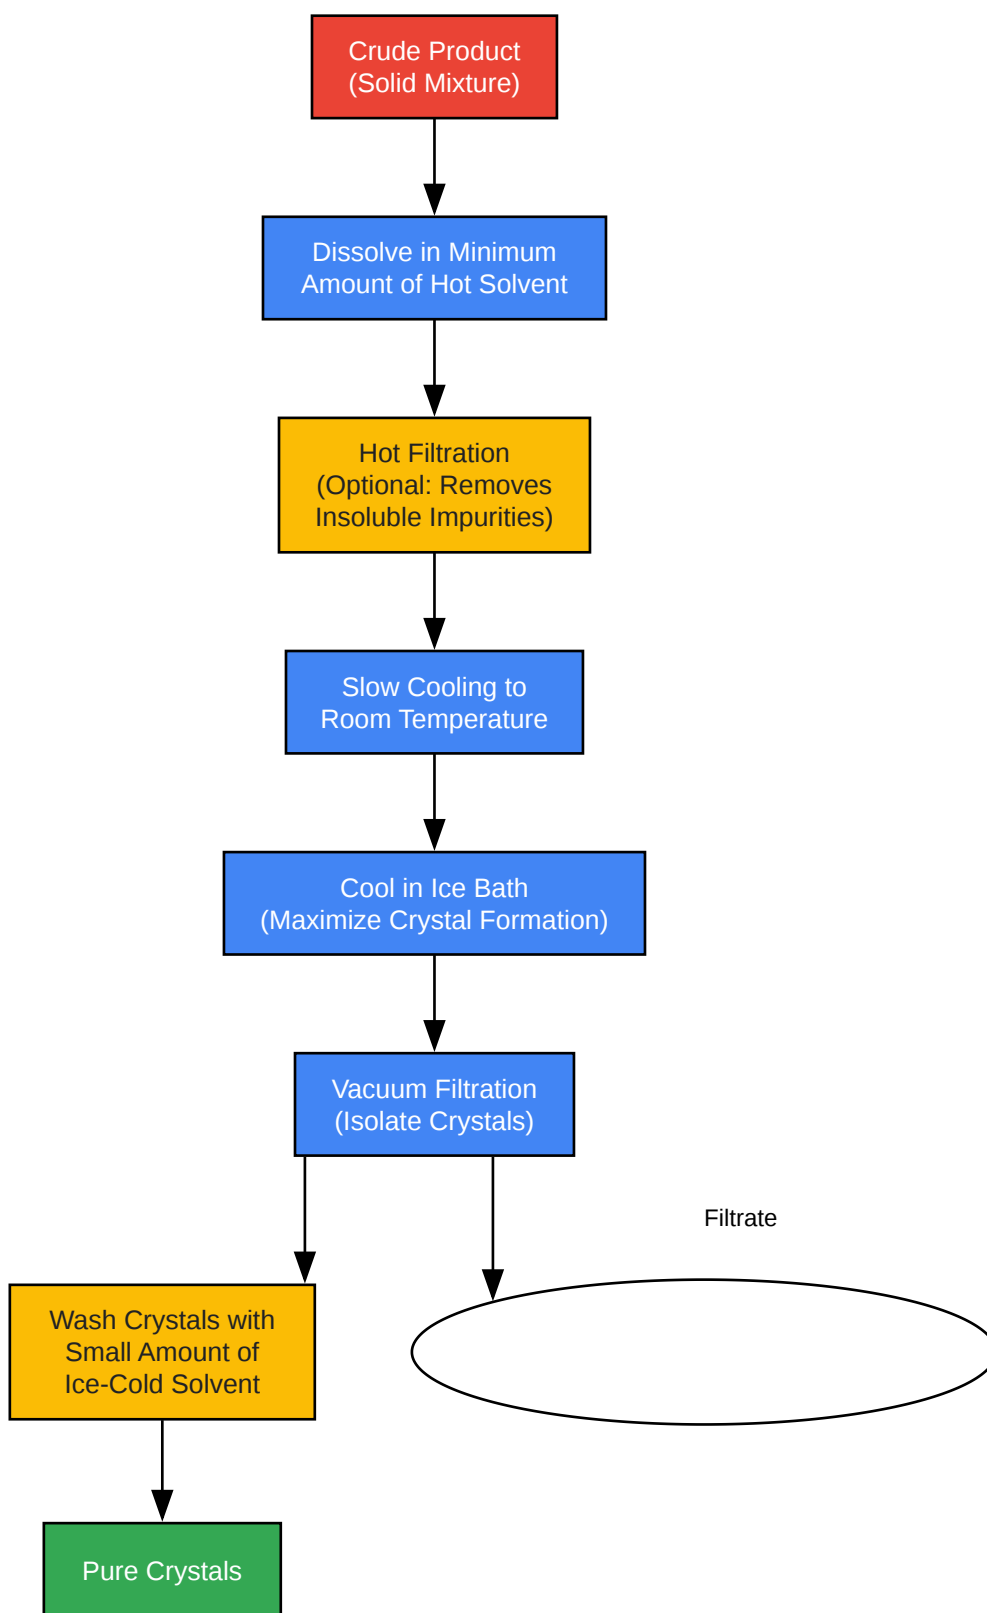 Crude Product
(Solid Mixture)
Dissolve in Minimum
Amount of Hot Solvent
Hot Filtration
(Optional: Removes
Insoluble Impurities)
Slow Cooling to
Room Temperature
Cool in Ice Bath
(Maximize Crystal Formation)
Vacuum Filtration
(Isolate Crystals)
Filtrate
Wash Crystals with
Small Amount of
Ice-Cold Solvent
Pure Crystals